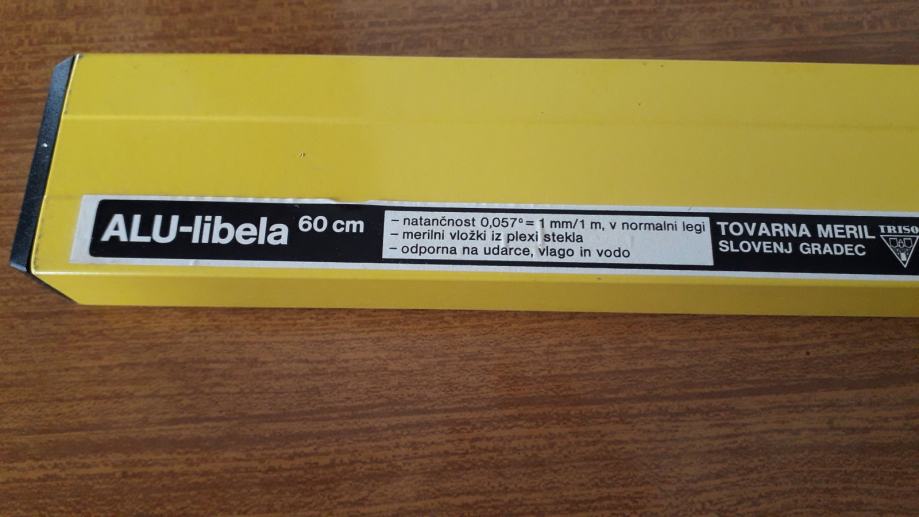 ALU-libela 60 cm
– natančnost 0,057° = 1 mm/1 m, v normalni legi
– merilni vložki iz plexi stekla
– odporna na udarce, vlago in vodo
TOVARNA MERIL
SLOVENJ GRADEC